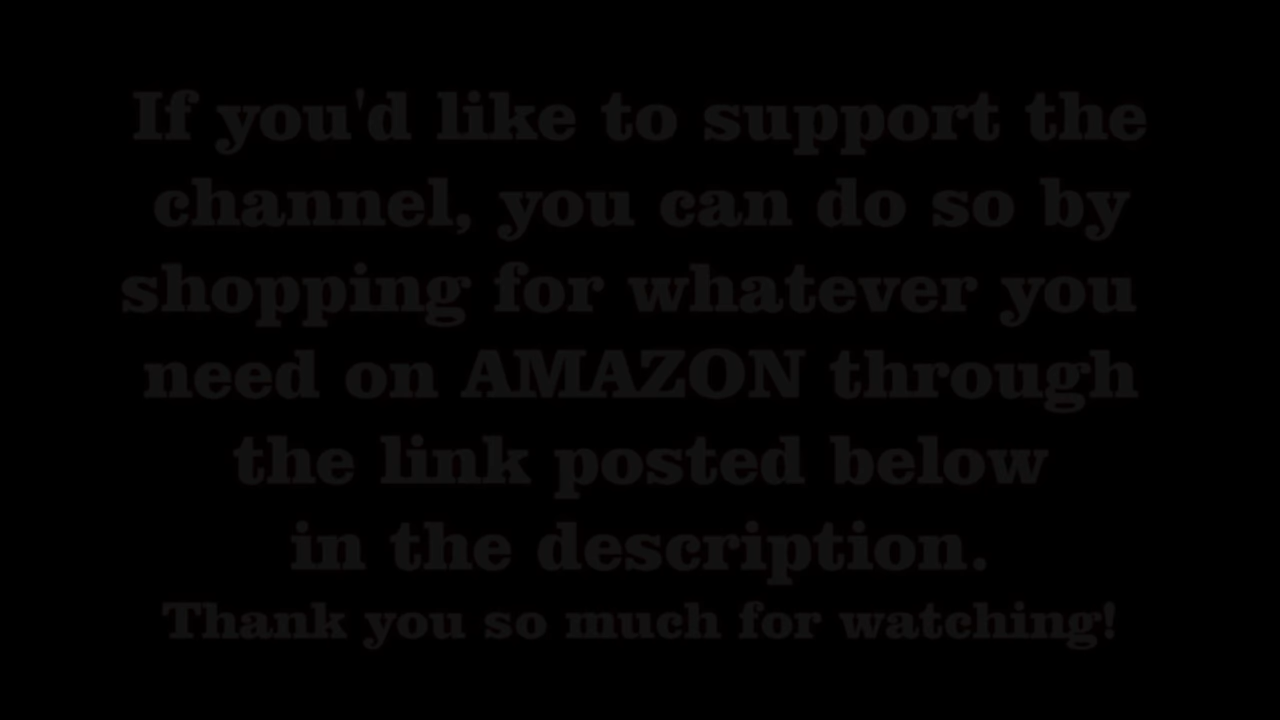 If you'd like to support the
channel, you can do so by
shopping for whatever you
need on AMAZON through
the link posted below
in the description.
Thank you so much for watching!